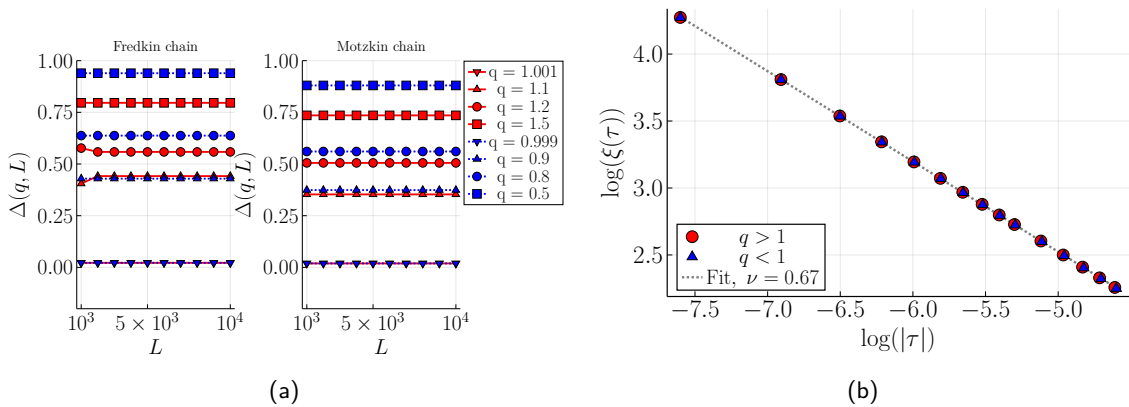 Fredkin chain
Motzkin chain
Δ(q, L)
1.00
0.75
0.50
0.25
0.00
10³
5 × 10³
10⁴
L
Δ(q, L)
1.00
0.75
0.50
0.25
0.00
10³
5 × 10³
10⁴
L
q = 1.001
q = 1.1
q = 1.2
q = 1.5
q = 0.999
q = 0.9
q = 0.8
q = 0.5
(a)
log(ξ(τ))
4.0
3.5
3.0
2.5
q > 1
q < 1
Fit, ν = 0.67
−7.5
−7.0
−6.5
−6.0
−5.5
−5.0
log(|τ|)
(b)